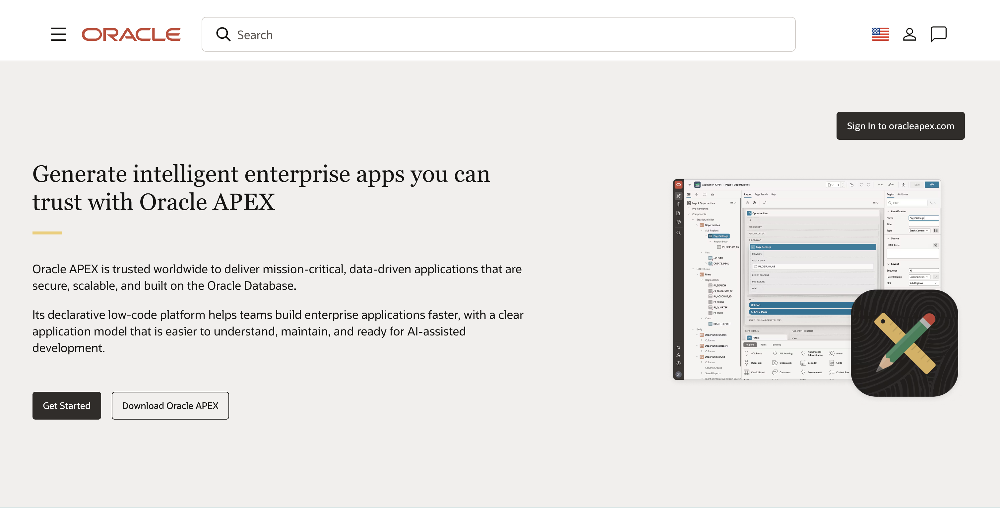 ORACLE
Search
Sign In to oracleapex.com
Generate intelligent enterprise apps you can
trust with Oracle APEX
Oracle APEX is trusted worldwide to deliver mission-critical, data-driven applications that are
secure, scalable, and built on the Oracle Database.
Its declarative low-code platform helps teams build enterprise applications faster, with a clear
application model that is easier to understand, maintain, and ready for AI-assisted
development.
Get Started
Download Oracle APEX
Application 42734
Page 1: Opportunities
1
Save
Page 1: Opportunities
Pre-Rendering
Components
Breadcrumb Bar
Opportunities
Sub Regions
Page Settings
Region Body
P1_DISPLAY_AS
Next
UPLOAD
CREATE_DEAL
Left Column
Filters
Region Body
P1_SEARCH
P1_TERRITORY_ID
P1_ACCOUNT_ID
P1_SHOW
P1_QUARTER
P1_SORT
Close
RESET_REPORT
Body
Opportunities Cards
Columns
Opportunities Report
Columns
Opportunities Grid
Columns
Column Groups
Saved Reports
Right of Interactive Report Search
JK
Layout
Page Search
Help
Opportunities
UP
REGION BODY
REGION CONTENT
SUB REGIONS
Page Settings
PREVIOUS
REGION BODY
P1_DISPLAY_AS
REGION CONTENT
SUB REGIONS
NEXT
NEXT
UPLOAD
CREATE_DEAL
SEARCH FIELD AND SMART FILTERS
LEFT COLUMN
FULL WIDTH CONTENT
Filters
BODY
Regions
Items
Buttons
ACL Status
ACL Warning
Authorization
Administration
Avatar
Badge List
Breadcrumb
Calendar
Cards
Classic Report
Comments
Completeness
Content Row
Region
Attributes
Filter
Identification
Name
Page Settings
Title
Type
Static Content
Source
HTML Code
Layout
Sequence
10
Parent Region
Opportunities
Slot
Sub Regions